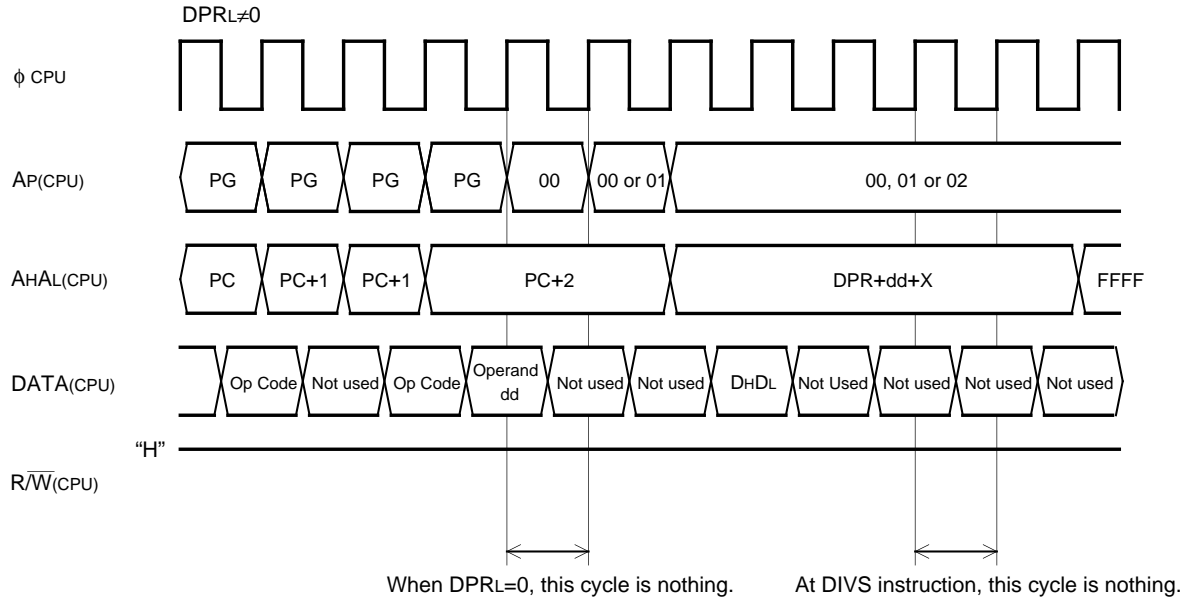 DPRL≠0
φ CPU
AP(CPU)
PG PG PG PG 00 00 or 01 00, 01 or 02
AHAL(CPU)
PC PC+1 PC+1 PC+2 DPR+dd+X FFFF
DATA(CPU)
Op Code Not used Op Code Operand dd Not used Not used DHDL Not Used Not used Not used Not used
“H”
R/W̅(CPU)
When DPRL=0, this cycle is nothing. At DIVS instruction, this cycle is nothing.